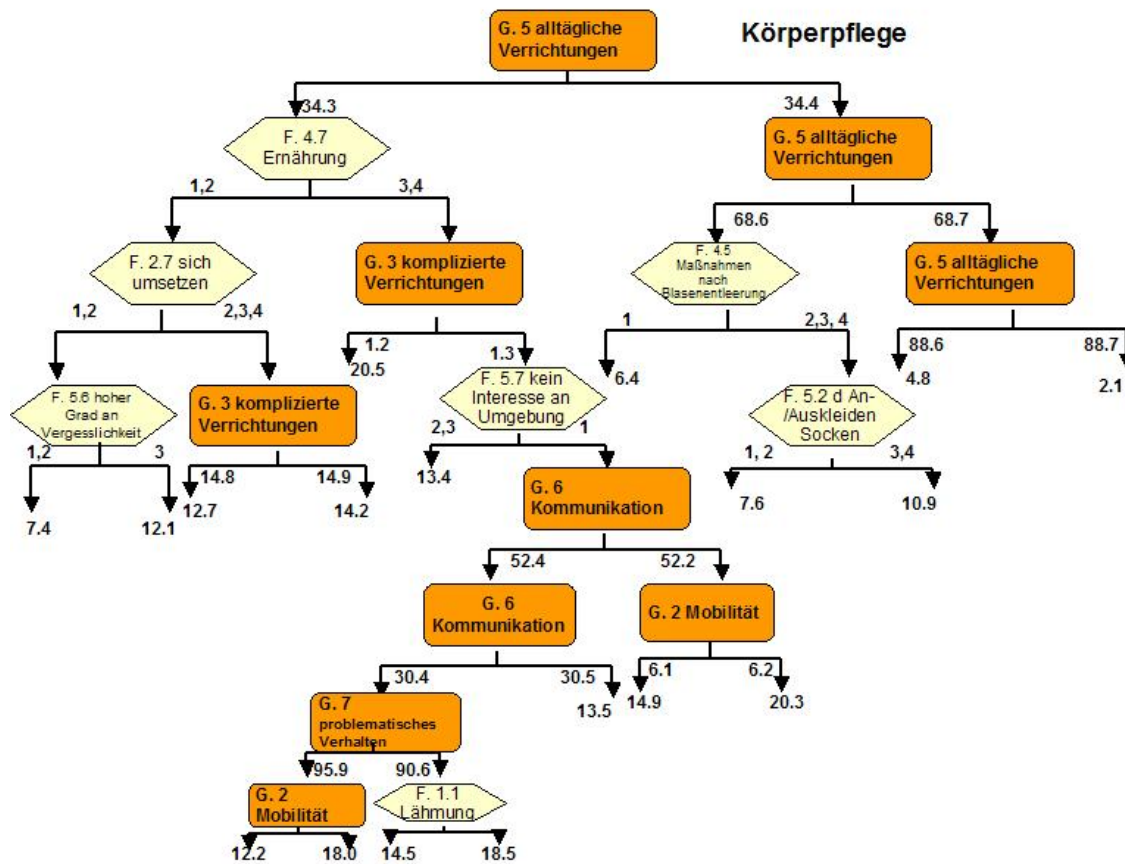 G. 5 alltägliche
Verrichtungen
Körperpflege
34.3
34.4
F. 4.7
Ernährung
G. 5 alltägliche
Verrichtungen
1,2
3,4
68.6
68.7
F. 2.7 sich
umsetzen
G. 3 komplizierte
Verrichtungen
F. 4.5
Maßnahmen
nach
Blasenentleerung
G. 5 alltägliche
Verrichtungen
1,2
2,3,4
1.2
1.3
1
2,3, 4
88.6
88.7
20.5
6.4
4.8
2.1
F. 5.6 hoher
Grad an
Vergesslichkeit
G. 3 komplizierte
Verrichtungen
F. 5.7 kein
Interesse an
Umgebung
F. 5.2 d An-
/Auskleiden
Socken
1,2
3
14.8
14.9
2,3
1
1, 2
3,4
7.4
12.1
12.7
14.2
13.4
7.6
10.9
G. 6
Kommunikation
52.4
52.2
G. 6
Kommunikation
G. 2 Mobilität
30.4
30.5
6.1
6.2
13.5
14.9
20.3
G. 7
problematisches
Verhalten
95.9
90.6
G. 2
Mobilität
F. 1.1
Lähmung
12.2
18.0
14.5
18.5